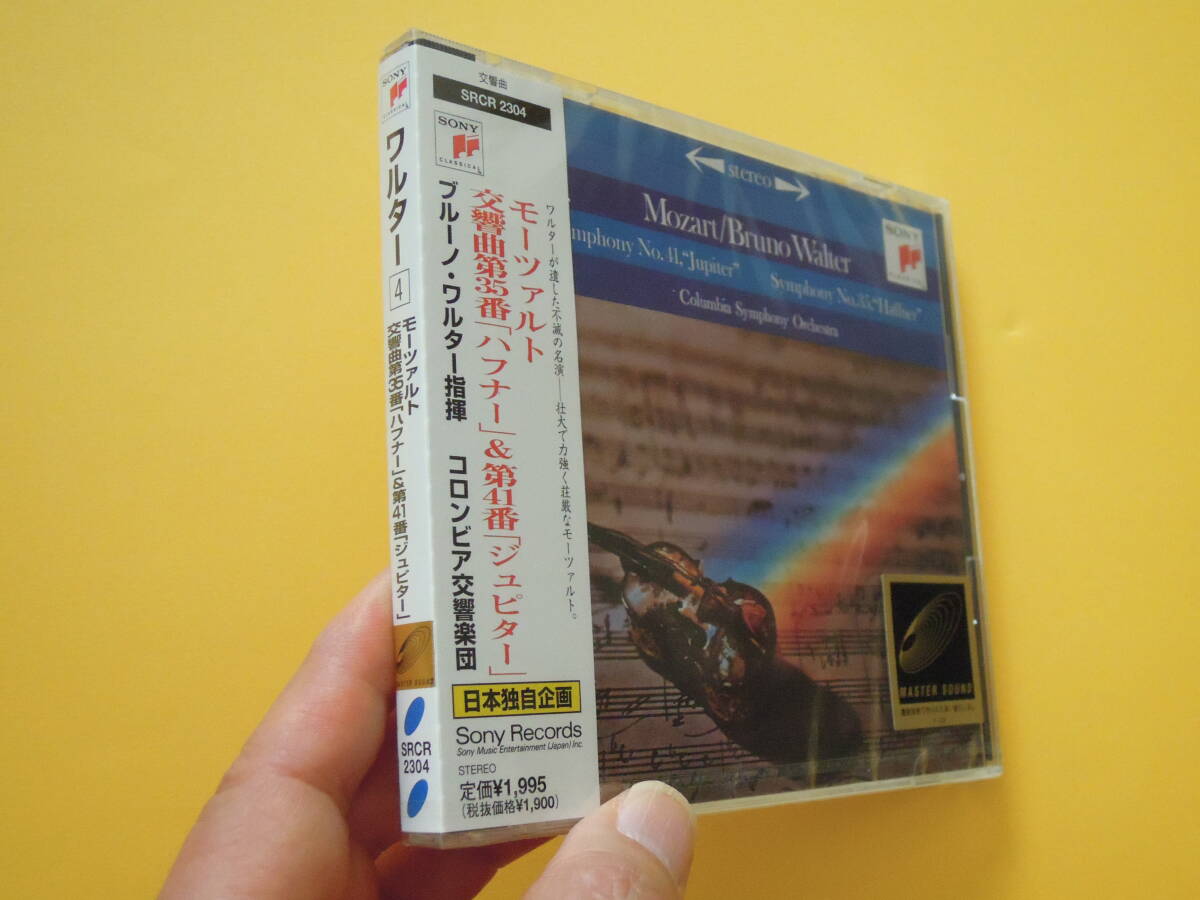 SONY
CLASSICAL
ワルター
4
モーツァルト
交響曲第35番「ハフナー」&第41番「ジュピター」
MASTER SOUND
SRCR
2304
交響曲
SRCR 2304
SONY
CLASSICAL
ワルターが遺した不滅の名演――壮大で力強く荘厳なモーツァルト。
モーツァルト
交響曲第35番「ハフナー」&第41番「ジュピター」
ブルーノ・ワルター指揮 コロンビア交響楽団
日本独自企画
Sony Records
Sony Music Entertainment (Japan) Inc.
STEREO
定価¥1,995
(税抜価格¥1,900)
stereo
Mozart/Bruno Walter
ymphony No.41,"Jupiter" Symphony No.35,"Haffner"
Columbia Symphony Orchestra
SONY
CLASSICAL
MASTER SOUND